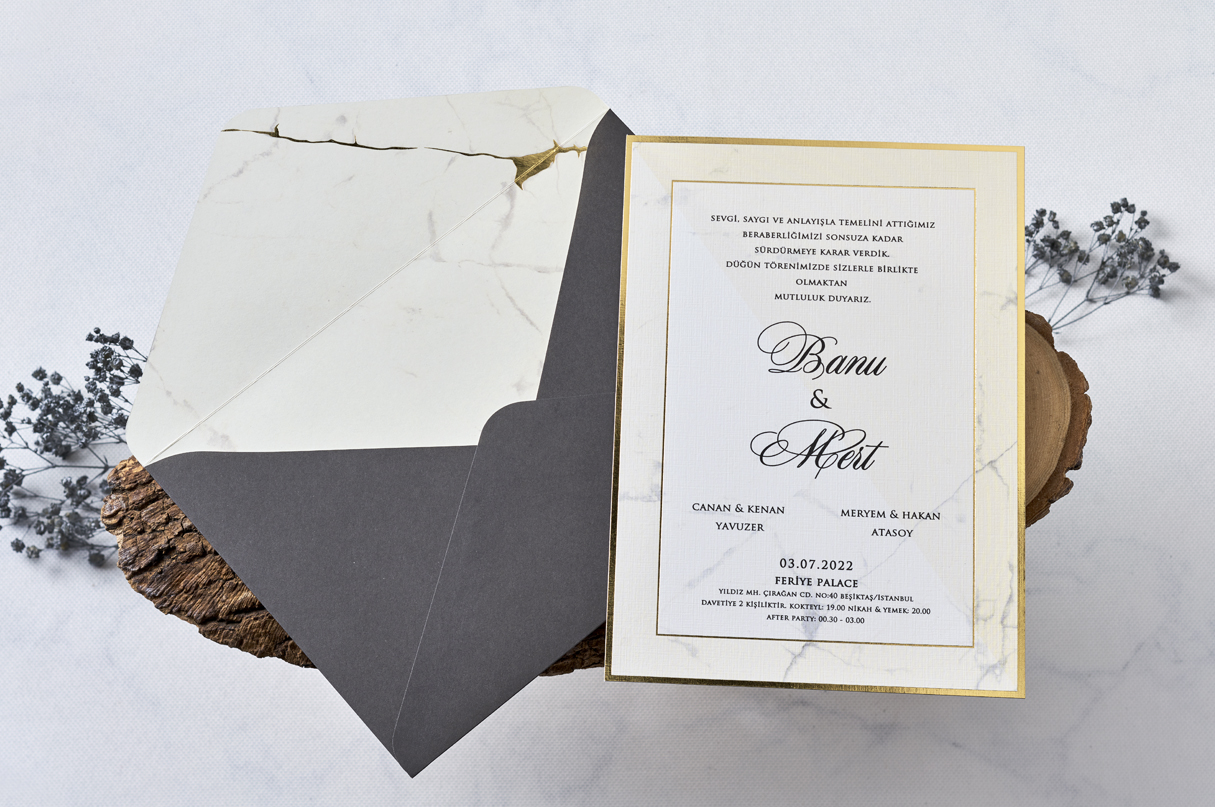 SEVGİ, SAYGI VE ANLAYIŞLA TEMELİNİ ATTIĞIMIZ
BERABERLİĞİMİZİ SONSUZA KADAR
SÜRDÜRMEYE KARAR VERDİK.
DÜĞÜN TÖRENİMİZDE SİZLERLE BİRLİKTE
OLMAKTAN
MUTLULUK DUYARIZ.
Banu
&
Mert
CANAN & KENAN
YAVUZER
MERYEM & HAKAN
ATASOY
03.07.2022
FERİYE PALACE
YILDIZ MH. ÇIRAĞAN CD. NO:40 BEŞİKTAŞ/İSTANBUL
DAVETİYE 2 KİŞİLİKTİR. KOKTEYL: 19.00 NİKAH & YEMEK: 20.00
AFTER PARTY: 00.30 - 03.00